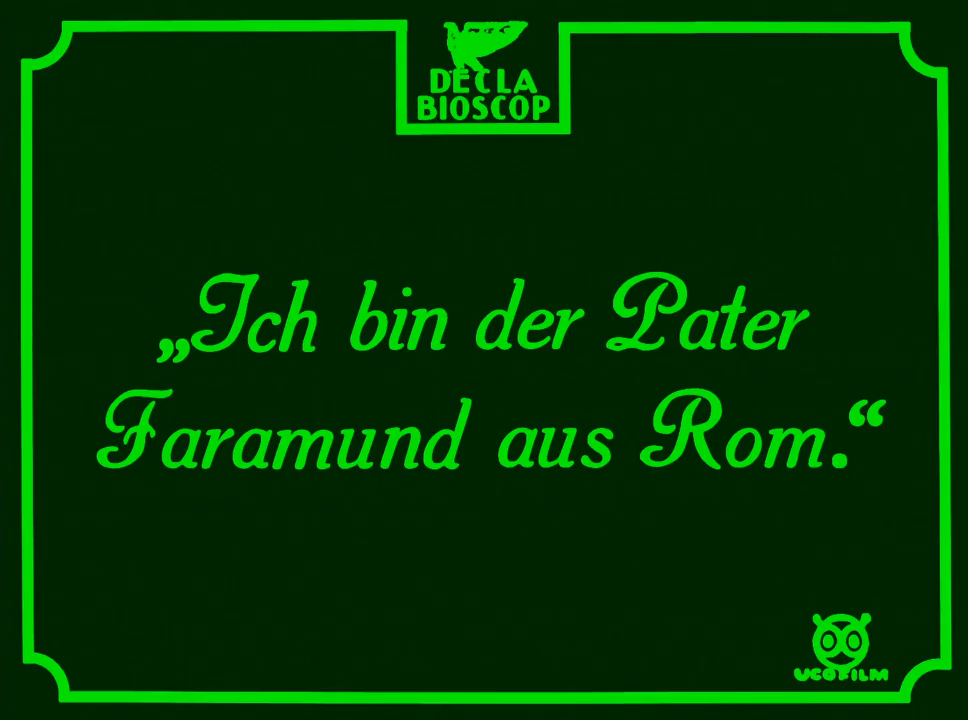 DECLA
BIOSCOP
„Ich bin der Pater
Faramund aus Rom.“
UCOFILM